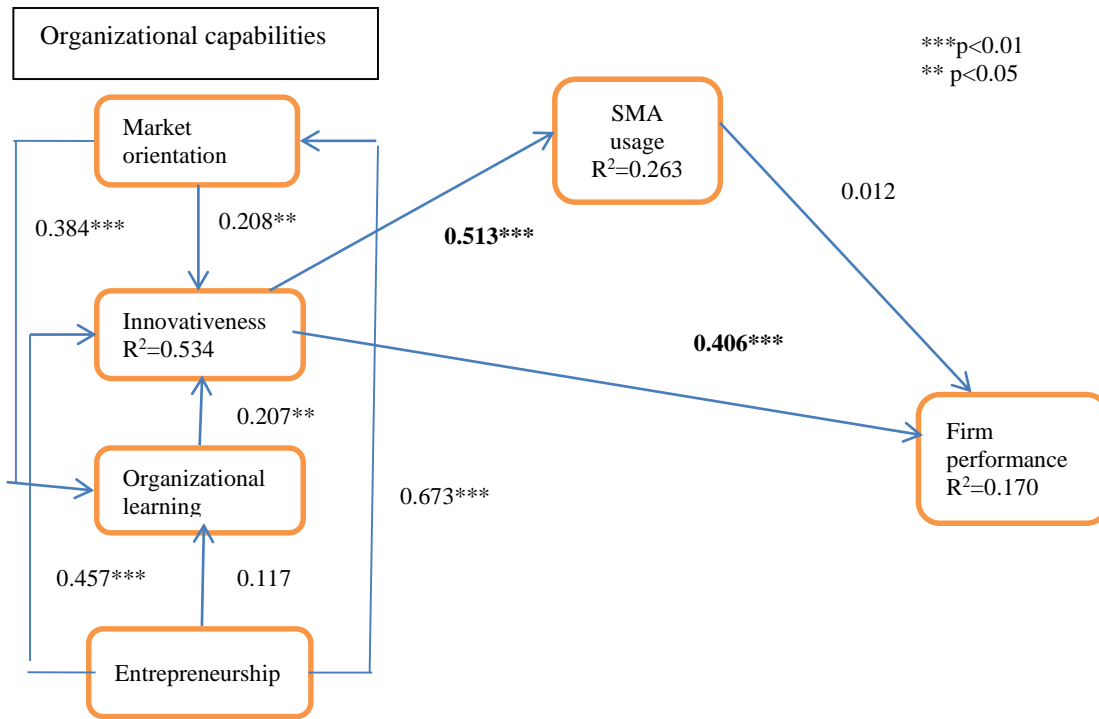 Organizational capabilities
***p<0.01
** p<0.05
SMA
usage
R²=0.263
Market
orientation
0.012
0.384***
0.208**
0.513***
Innovativeness
R²=0.534
0.406***
0.207**
Firm
performance
R²=0.170
Organizational
learning
0.673***
0.457***
0.117
Entrepreneurship